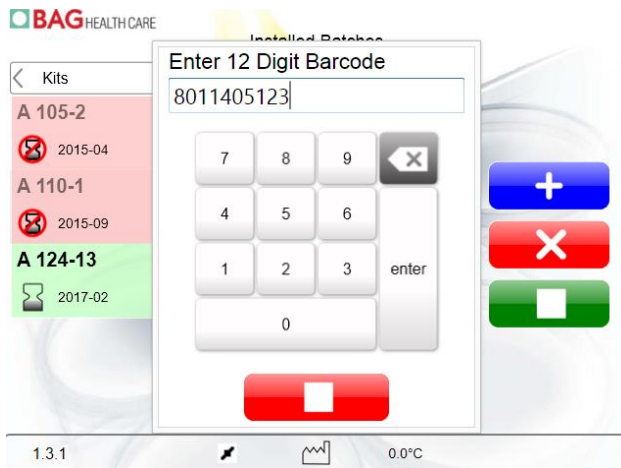 BAG HEALTH CARE
Installed Batches
Kits
A 105-2
2015-04
A 110-1
2015-09
A 124-13
2017-02
Enter 12 Digit Barcode
8011405123
7 8 9
4 5 6
1 2 3 enter
0
1.3.1 0.0°C